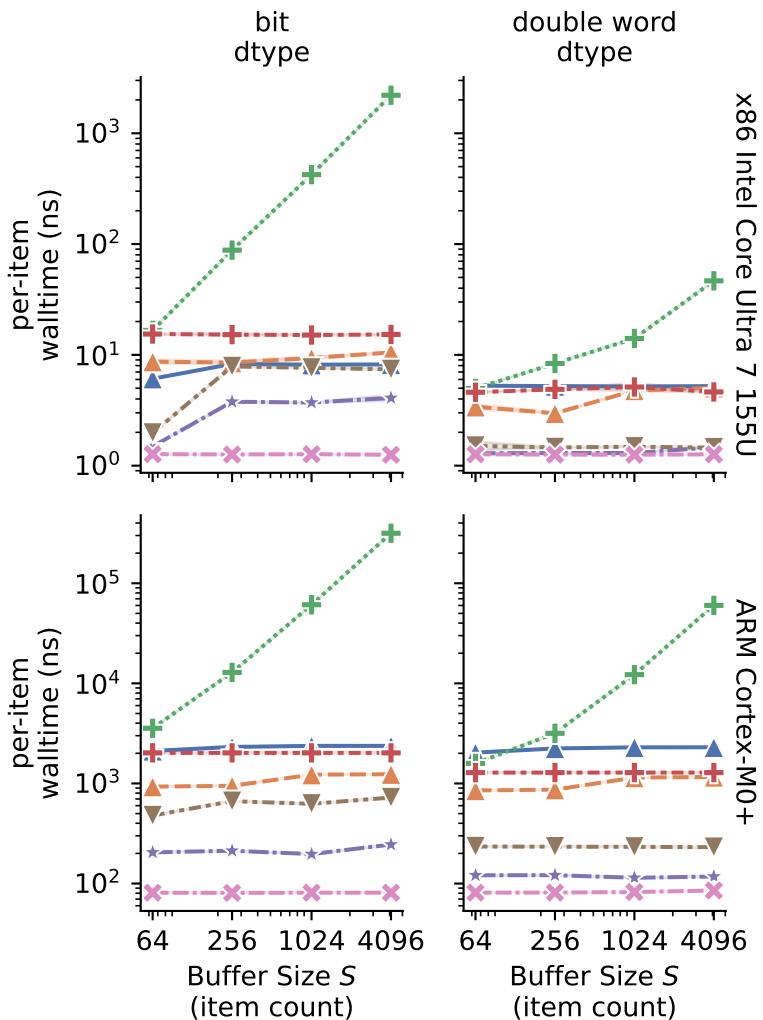 bit
dtype
double word
dtype
per-item
walltime (ns)
10³
10²
10¹
10⁰
x86 Intel Core Ultra 7 155U
per-item
walltime (ns)
10⁵
10⁴
10³
10²
ARM Cortex-M0+
64 256 1024 4096
64 256 1024 4096
Buffer Size S
(item count)
Buffer Size S
(item count)